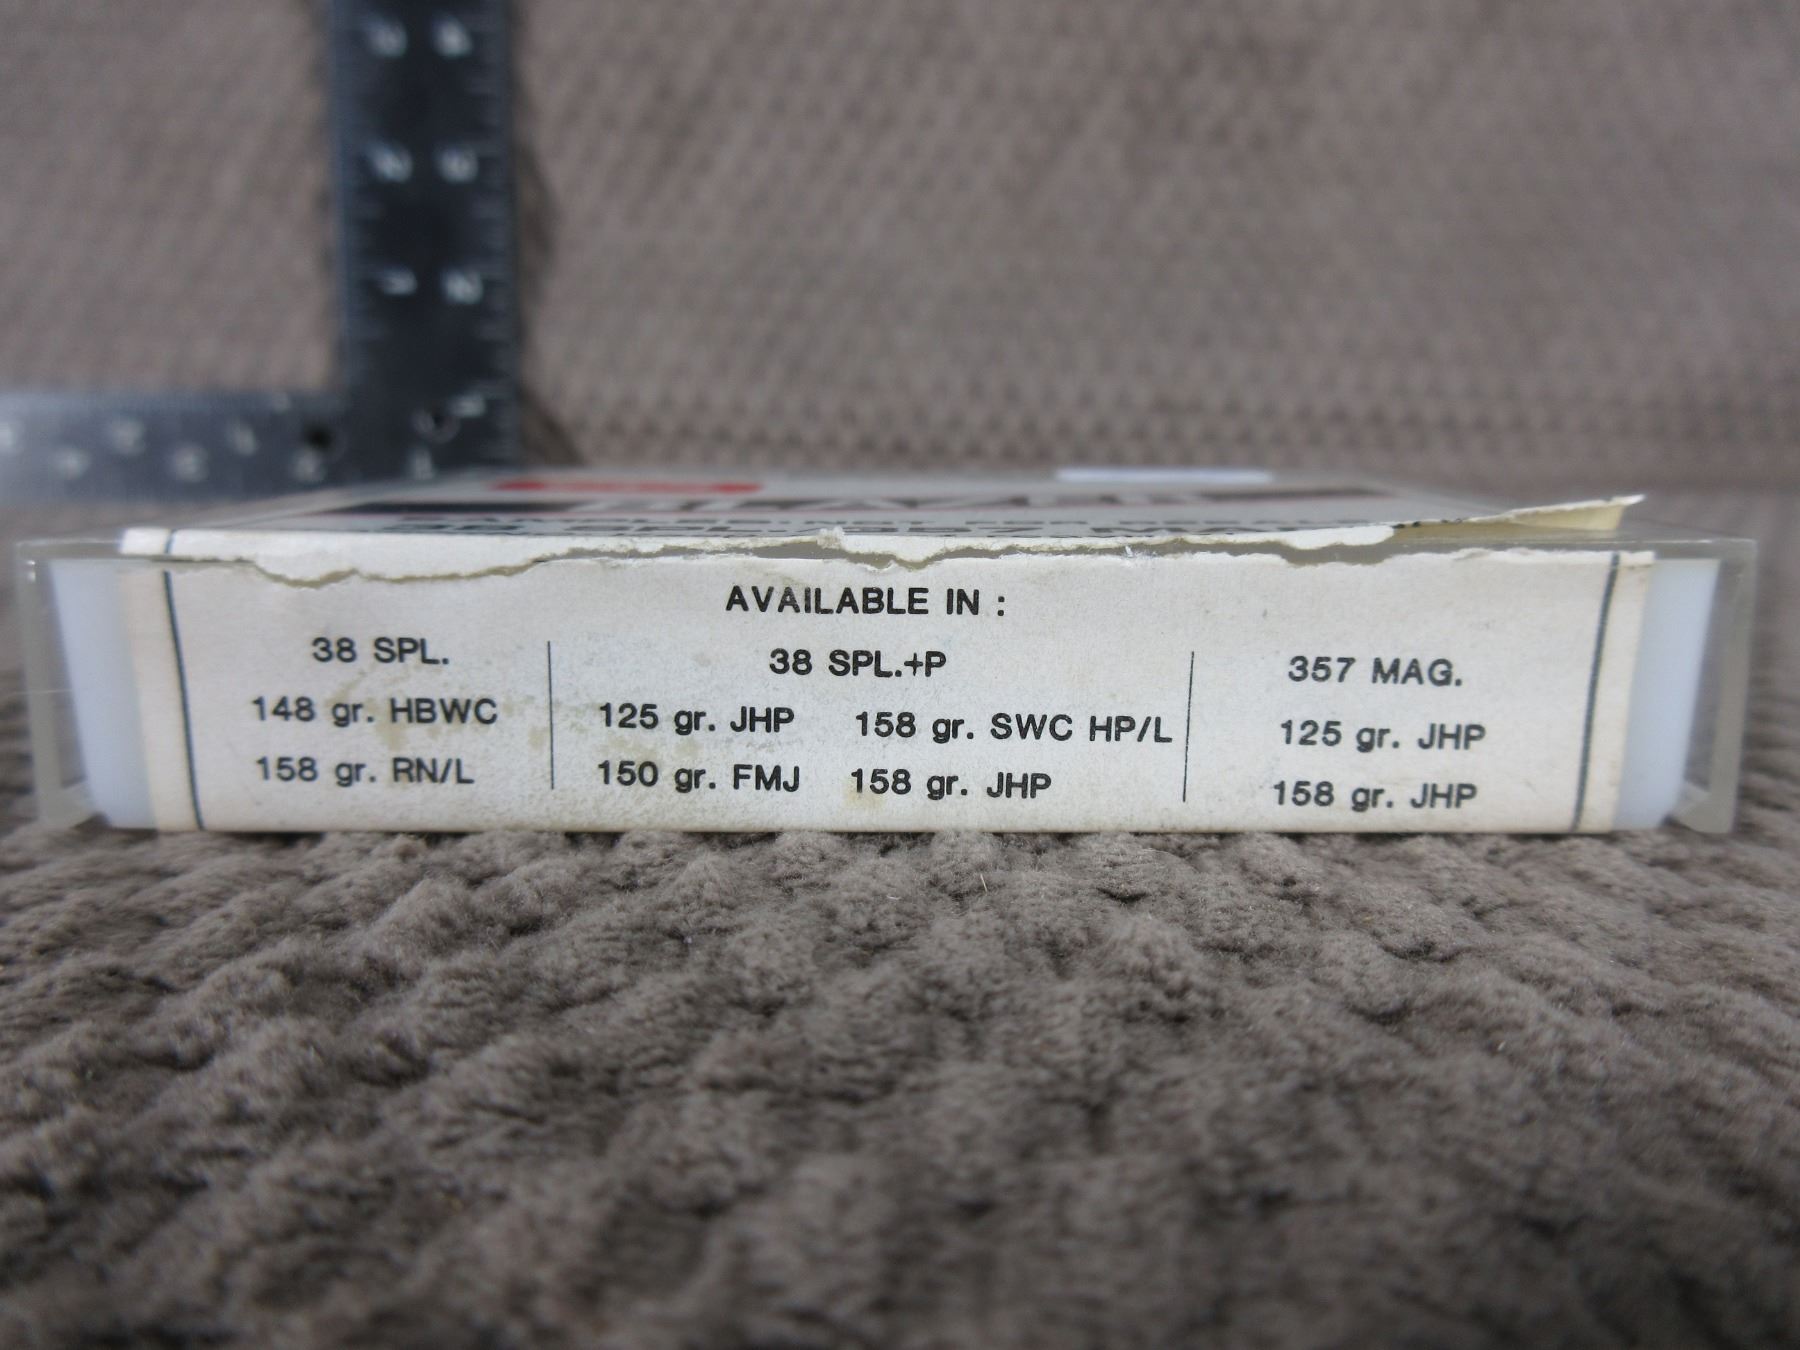 AVAILABLE IN :
38 SPL.
148 gr. HBWC
158 gr. RN/L
38 SPL.+P
125 gr. JHP 158 gr. SWC HP/L
150 gr. FMJ 158 gr. JHP
357 MAG.
125 gr. JHP
158 gr. JHP